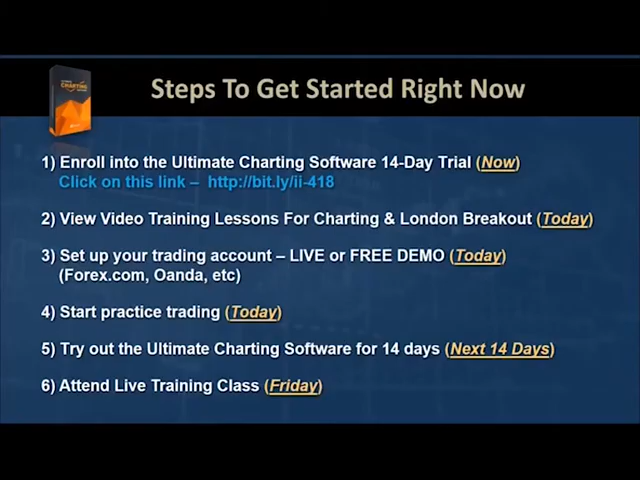 Steps To Get Started Right Now
CHARTING
1) Enroll into the Ultimate Charting Software 14-Day Trial (Now)
Click on this link – http://bit.ly/ii-418
2) View Video Training Lessons For Charting & London Breakout (Today)
3) Set up your trading account – LIVE or FREE DEMO (Today)
(Forex.com, Oanda, etc)
4) Start practice trading (Today)
5) Try out the Ultimate Charting Software for 14 days (Next 14 Days)
6) Attend Live Training Class (Friday)